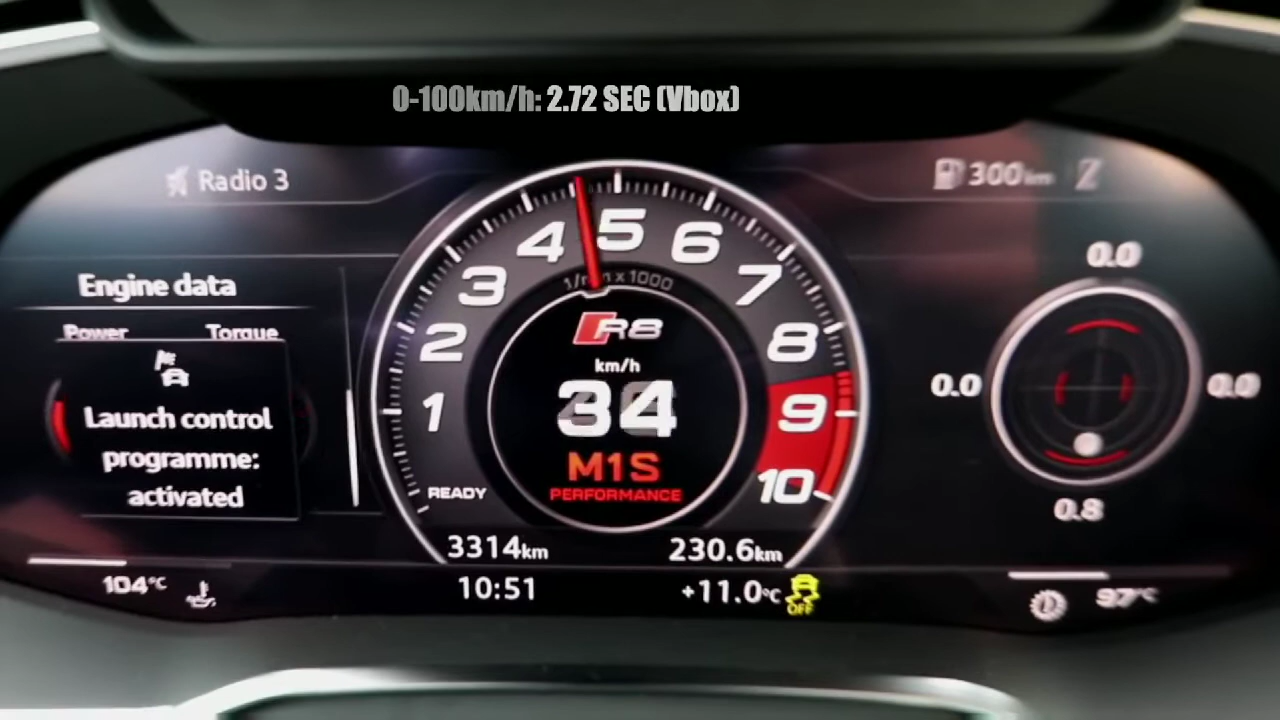 0-100km/h: 2.72 SEC (Vbox)
Radio 3
300km
Engine data
Power Torque
Launch control
programme:
activated
1
2
3
4
5
6
7
8
9
10
1/min x 1000
R8
km/h
34
M1S
PERFORMANCE
READY
0.0
0.0
0.0
0.8
3314km
230.6km
104°C
10:51
+11.0°C
OFF
97°C